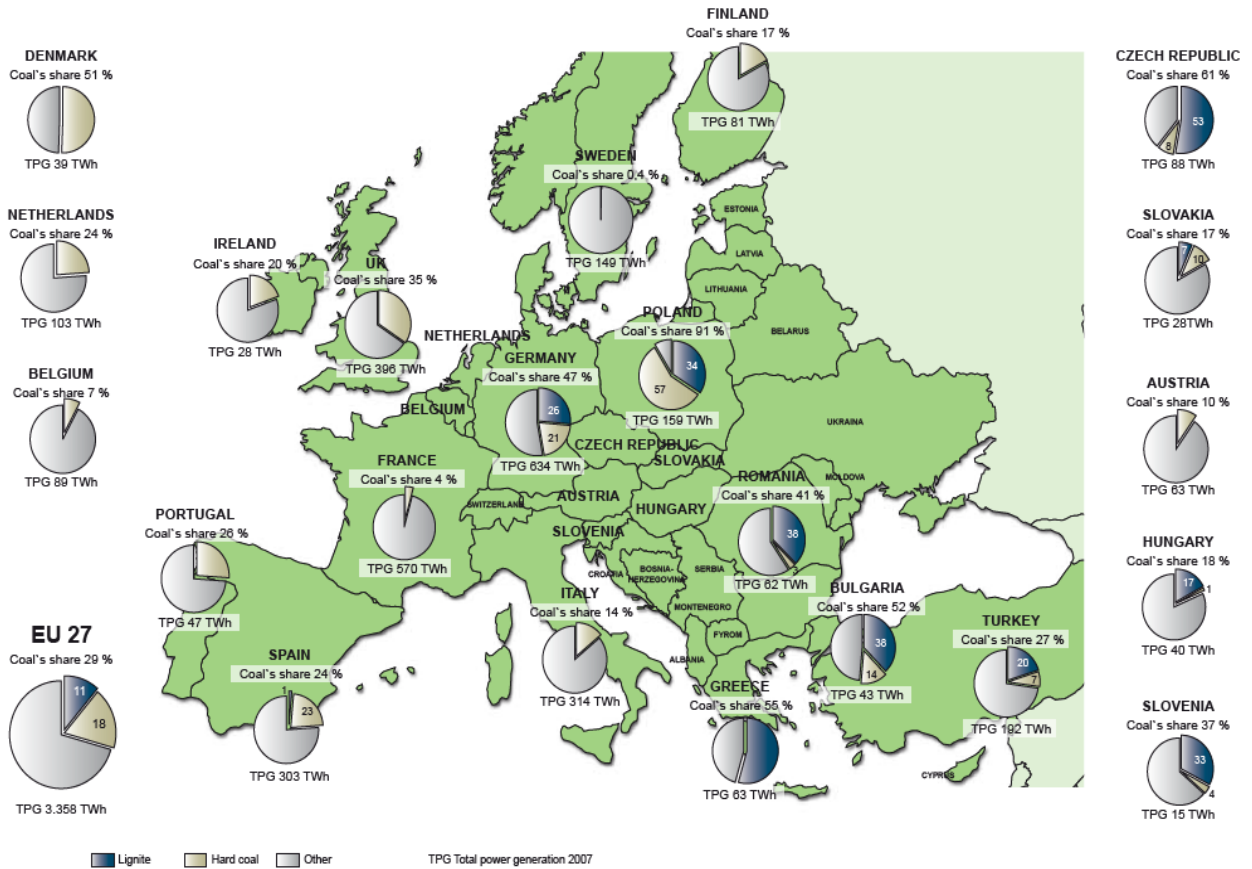 DENMARK
Coal`s share 51 %
TPG 39 TWh
NETHERLANDS
Coal`s share 24 %
TPG 103 TWh
BELGIUM
Coal`s share 7 %
TPG 89 TWh
FINLAND
Coal`s share 17 %
TPG 81 TWh
SWEDEN
Coal`s share 0,4 %
TPG 149 TWh
IRELAND
Coal`s share 20 %
TPG 28 TWh
UK
Coal`s share 35 %
TPG 396 TWh
NETHERLANDS
GERMANY
Coal`s share 47 %
26
21
TPG 634 TWh
BELGIUM
POLAND
Coal`s share 91 %
34
57
TPG 159 TWh
ESTONIA
LATVIA
LITHUANIA
BELARUS
UKRAINA
MOLDOVA
CZECH REPUBLIC
SLOVAKIA
FRANCE
Coal`s share 4 %
TPG 570 TWh
SWITZERLAND
AUSTRIA
HUNGARY
SLOVENIA
ROMANIA
Coal`s share 41 %
38
3
TPG 62 TWh
CROATIA
BOSNIA-
HERZEGOVINA
SERBIA
MONTENEGRO
FYROM
ALBANIA
PORTUGAL
Coal`s share 26 %
TPG 47 TWh
EU 27
Coal`s share 29 %
11
18
TPG 3.358 TWh
SPAIN
Coal`s share 24 %
1
23
TPG 303 TWh
ITALY
Coal`s share 14 %
TPG 314 TWh
BULGARIA
Coal`s share 52 %
38
14
TPG 43 TWh
GREECE
Coal`s share 55 %
TPG 63 TWh
TURKEY
Coal`s share 27 %
20
7
TPG 192 TWh
CYPRUS
CZECH REPUBLIC
Coal`s share 61 %
53
8
TPG 88 TWh
SLOVAKIA
Coal`s share 17 %
7
10
TPG 28TWh
AUSTRIA
Coal`s share 10 %
TPG 63 TWh
HUNGARY
Coal`s share 18 %
17
1
TPG 40 TWh
SLOVENIA
Coal`s share 37 %
33
4
TPG 15 TWh
Lignite
Hard coal
Other
TPG Total power generation 2007